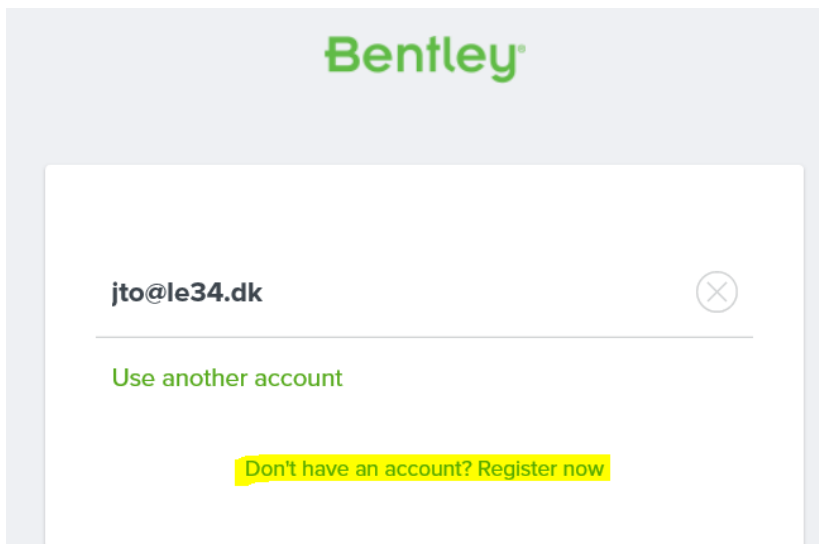 Bentley®
jto@le34.dk
Use another account
Don't have an account? Register now